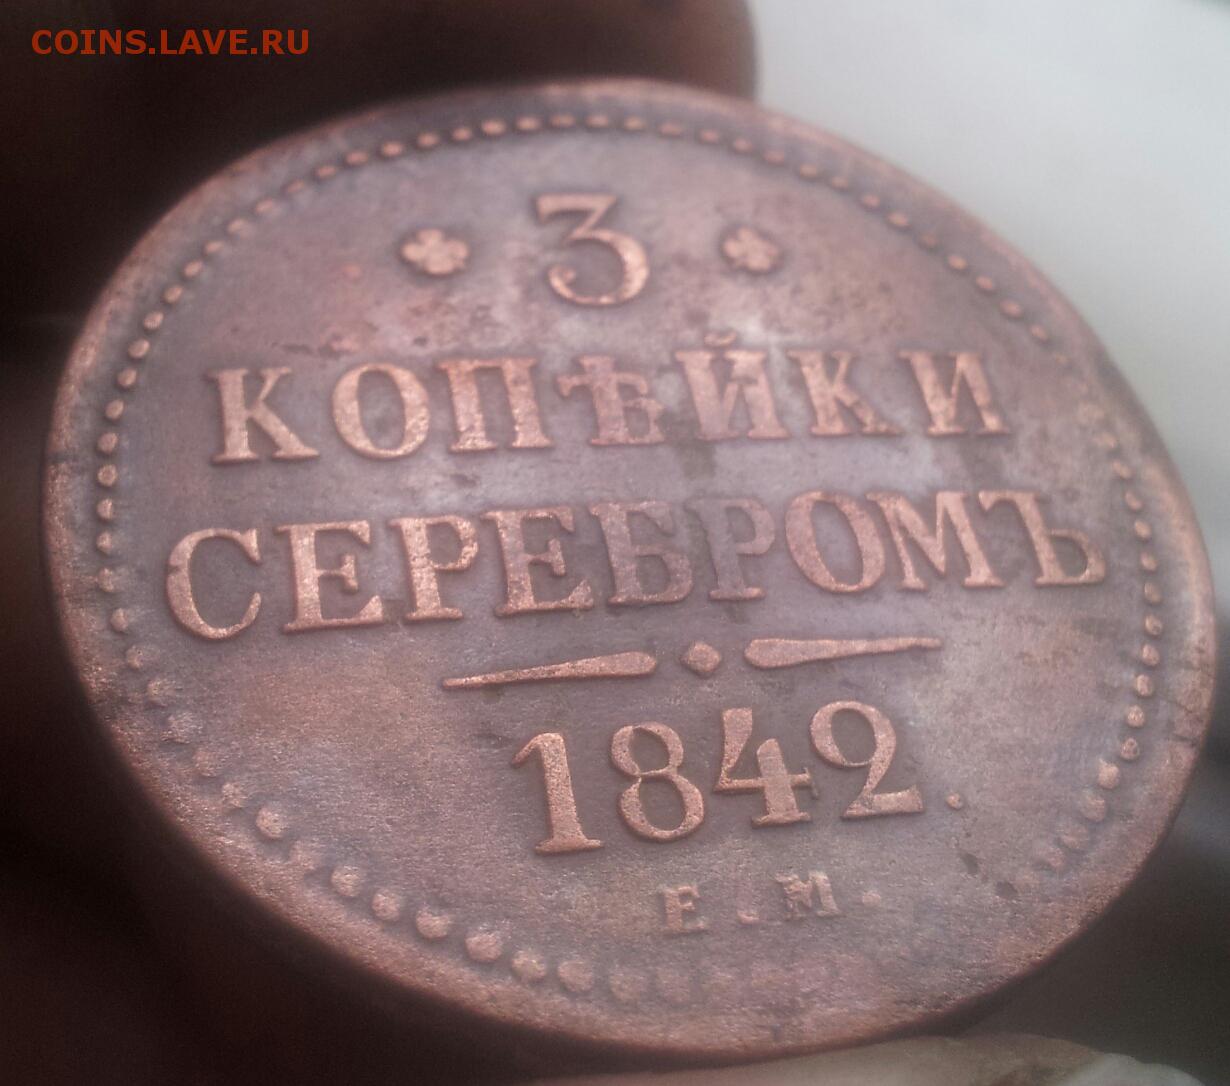 COINS.LAVE.RU
3
КОПѢЙКИ
СЕРЕБРОМЪ
1842.
Е.М.